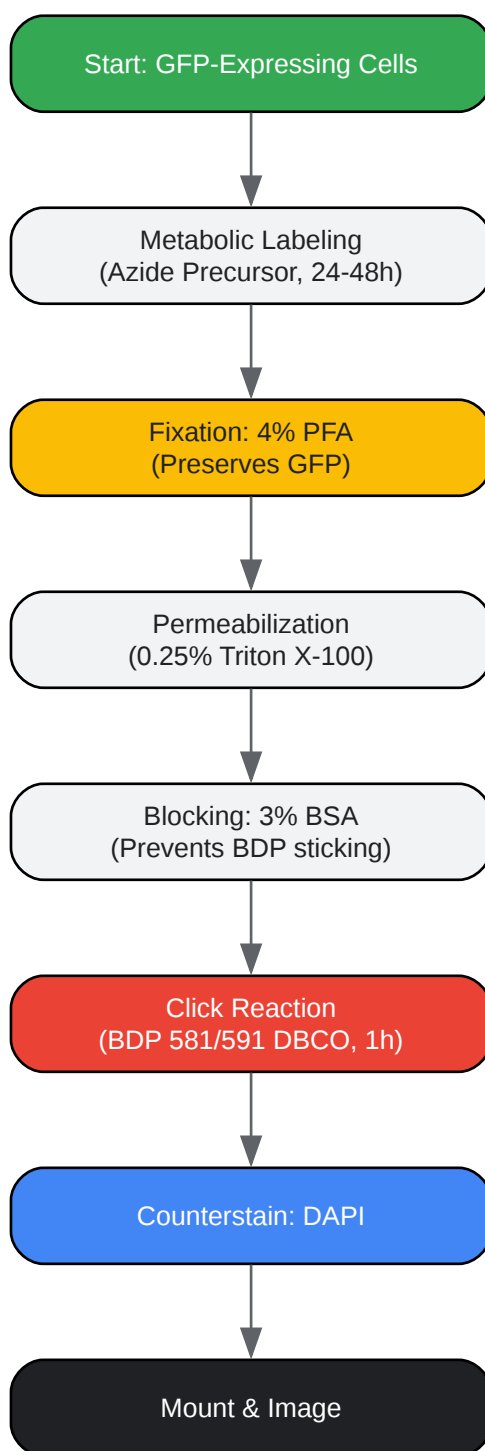 Start: GFP-Expressing Cells
Metabolic Labeling
(Azide Precursor, 24-48h)
Fixation: 4% PFA
(Preserves GFP)
Permeabilization
(0.25% Triton X-100)
Blocking: 3% BSA
(Prevents BDP sticking)
Click Reaction
(BDP 581/591 DBCO, 1h)
Counterstain: DAPI
Mount & Image